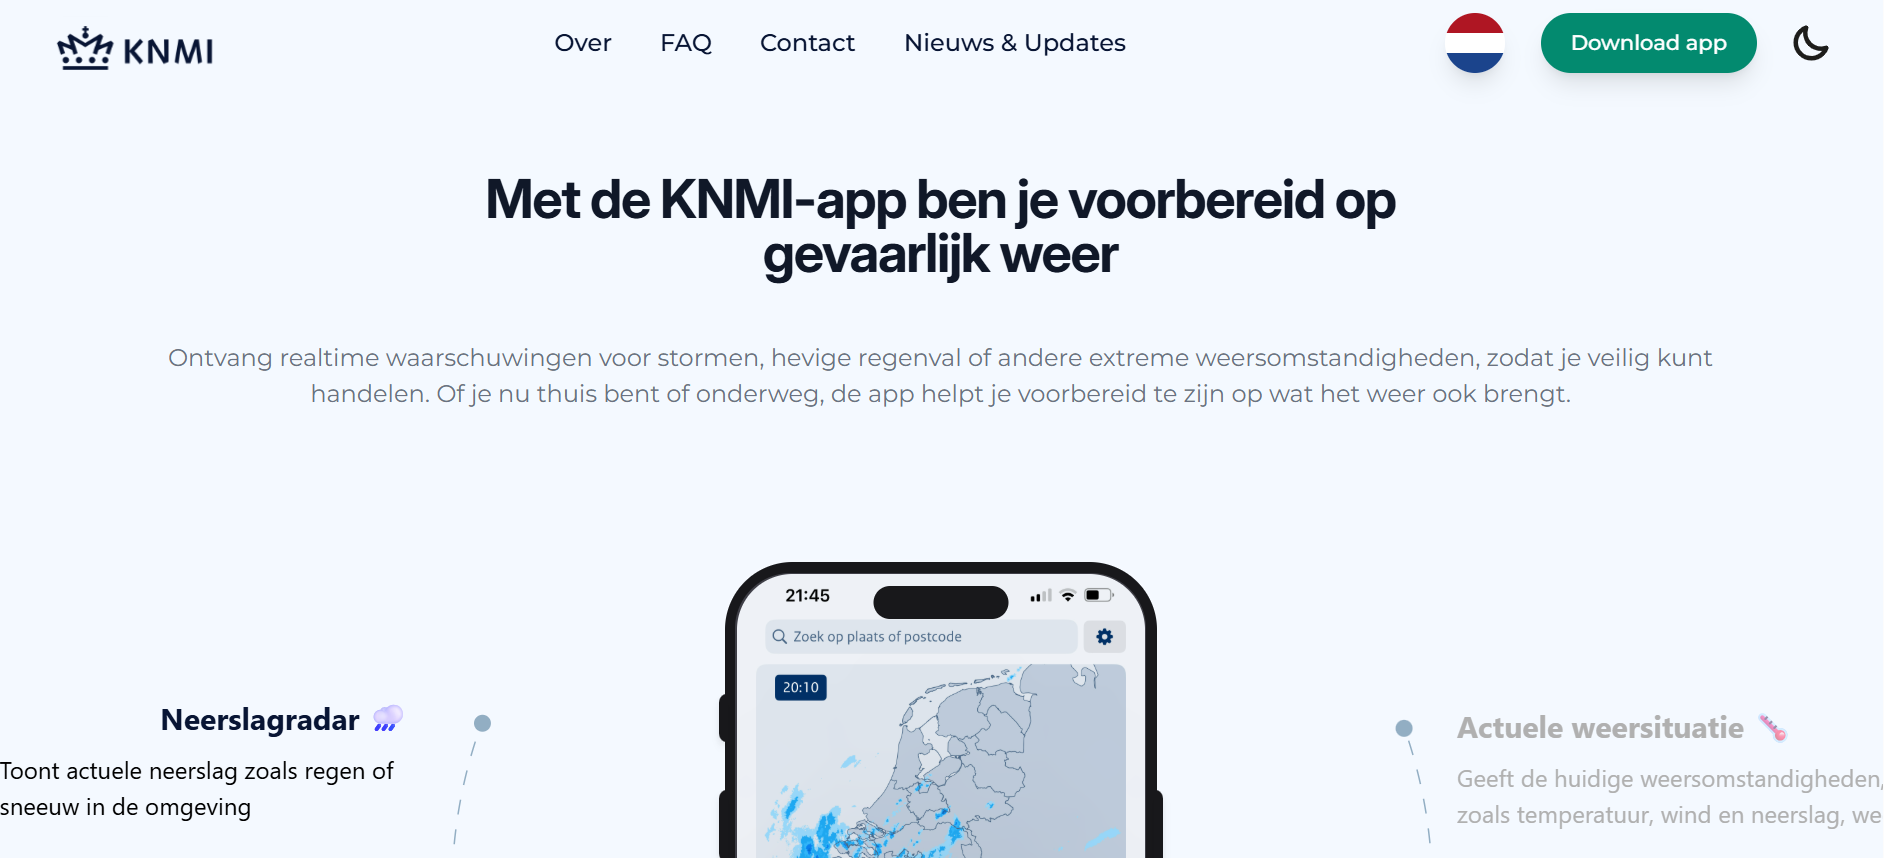 KNMI
Over
FAQ
Contact
Nieuws & Updates
Download app
Met de KNMI-app ben je voorbereid op
gevaarlijk weer
Ontvang realtime waarschuwingen voor stormen, hevige regenval of andere extreme weersomstandigheden, zodat je veilig kunt
handelen. Of je nu thuis bent of onderweg, de app helpt je voorbereid te zijn op wat het weer ook brengt.
21:45
Zoek op plaats of postcode
20:10
Neerslagradar
Toont actuele neerslag zoals regen of
sneeuw in de omgeving
Actuele weersituatie
Geeft de huidige weersomstandigheden,
zoals temperatuur, wind en neerslag, we